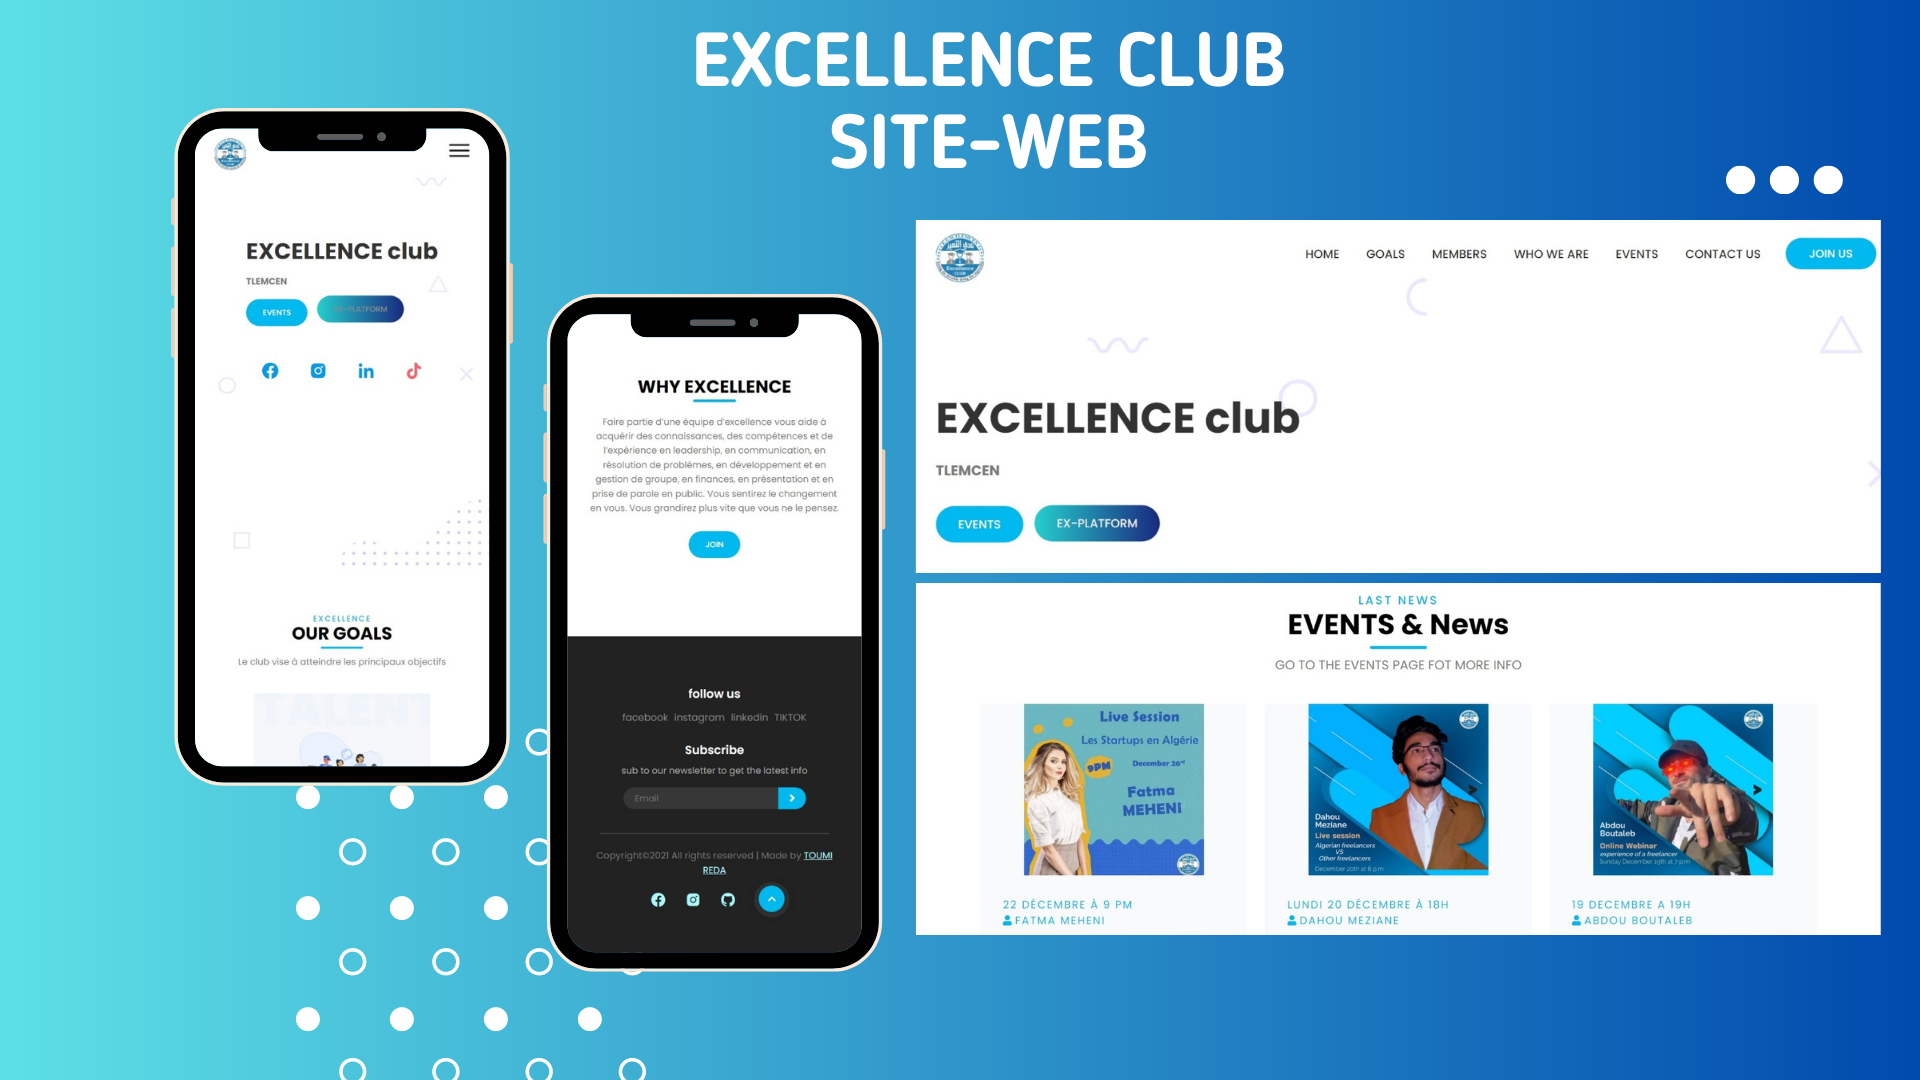 EXCELLENCE CLUB
SITE-WEB
EXCELLENCE club
TLEMCEN
EVENTS
EX-PLATFORM
EXCELLENCE
OUR GOALS
Le club vise à atteindre les principaux objectifs
TALENT
WHY EXCELLENCE
Faire partie d'une équipe d'excellence vous aide à
acquérir des connaissances, des compétences et de
l'expérience en leadership, en communication, en
résolution de problèmes, en développement et en
gestion de groupe, en finances, en présentation et en
prise de parole en public. Vous sentirez le changement
en vous. Vous grandirez plus vite que vous ne le pensez.
JOIN
follow us
facebook instagram linkedin TIKTOK
Subscribe
sub to our newsletter to get the latest info
Email
Copyright©2021 All rights reserved | Made by TOUMI
REDA
HOME GOALS MEMBERS WHO WE ARE EVENTS CONTACT US JOIN US
EXCELLENCE club
TLEMCEN
EVENTS EX-PLATFORM
LAST NEWS
EVENTS & News
GO TO THE EVENTS PAGE FOT MORE INFO
Live Session
Les Startups en Algérie
9PM December 26th
Fatma
MEHENI
22 DÉCEMBRE À 9 PM
FATMA MEHENI
Dahou
Meziane
Live session
Algerian freelancers
VS
Other freelancers
December 20th at 6 p.m
LUNDI 20 DÉCEMBRE À 18H
DAHOU MEZIANE
Abdou
Boutaleb
Online Webinar
experience of a freelancer
Sunday December 19th at 7 p.m
19 DECEMBRE A 19H
ABDOU BOUTALEB